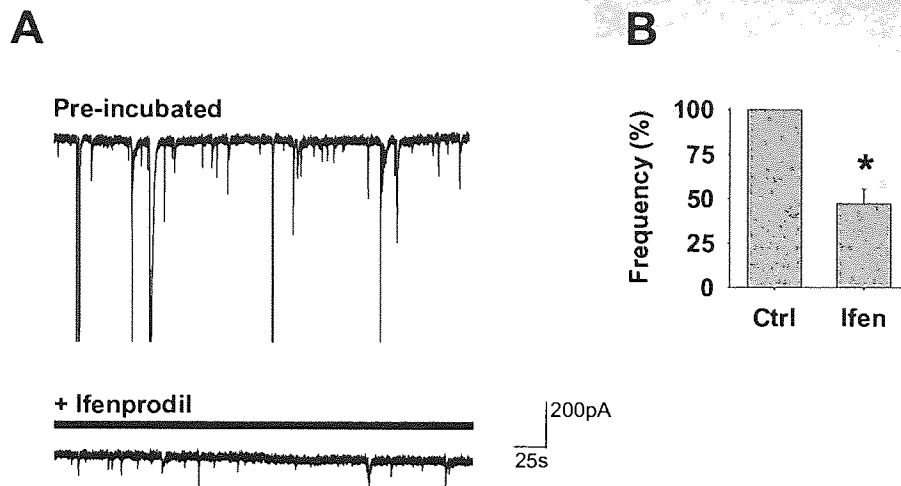 A
B
Pre-incubated
+ Ifenprodil
200pA
25s
Frequency (%)
100
75
50
25
0
*
Ctrl
Ifen